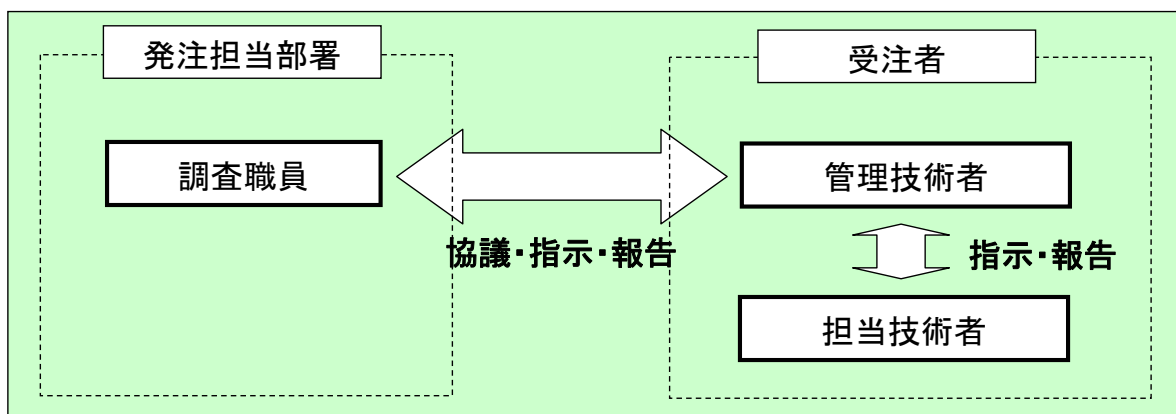 発注担当部署
受注者
調査職員
管理技術者
協議・指示・報告
指示・報告
担当技術者